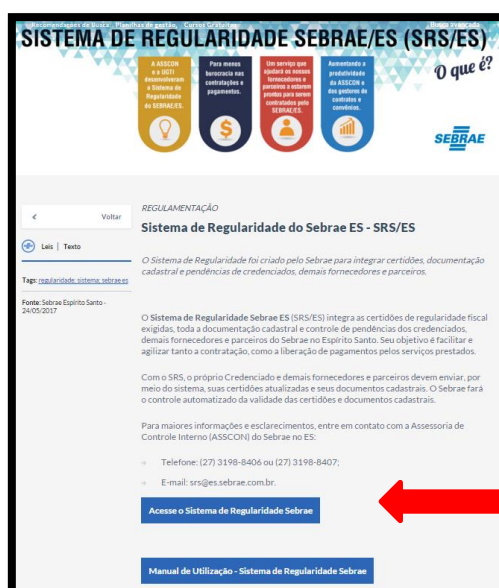 Recomendações de Busca
Planilhas de gestão,
Cursos Gratuitos
Busca avançada
SISTEMA DE REGULARIDADE SEBRAE/ES (SRS/ES)
O que é?
A ASSCON
e a UGTI
desenvolveram
o Sistema de
Regularidade
do SEBRAE/ES.
Para menos
burocracia nas
contratações e
pagamentos.
Um serviço que
ajudará os nossos
fornecedores e
parceiros a estarem
prontos para serem
contratados pelo
SEBRAE/ES.
Aumentando a
produtividade
da ASSCON e
dos gestores de
contratos e
convênios.
SEBRAE
‹ Voltar
Leis | Texto
Tags: regularidade, sistema, sebrae es
Fonte: Sebrae Espírito Santo -
24/05/2017
REGULAMENTAÇÃO
Sistema de Regularidade do Sebrae ES - SRS/ES
O Sistema de Regularidade foi criado pelo Sebrae para integrar certidões, documentação
cadastral e pendências de credenciados, demais fornecedores e parceiros.
O Sistema de Regularidade Sebrae ES (SRS/ES) integra as certidões de regularidade fiscal
exigidas, toda a documentação cadastral e controle de pendências dos credenciados,
demais fornecedores e parceiros do Sebrae no Espírito Santo. Seu objetivo é facilitar e
agilizar tanto a contratação, como a liberação de pagamentos pelos serviços prestados.
Com o SRS, o próprio Credenciado e demais fornecedores e parceiros devem enviar, por
meio do sistema, suas certidões atualizadas e seus documentos cadastrais. O Sebrae fará
o controle automatizado da validade das certidões e documentos cadastrais.
Para maiores informações e esclarecimentos, entre em contato com a Assessoria de
Controle Interno (ASSCON) do Sebrae no ES:
Telefone: (27) 3198-8406 ou (27) 3198-8407;
E-mail: srs@es.sebrae.com.br.
Acesse o Sistema de Regularidade Sebrae
Manual de Utilização - Sistema de Regularidade Sebrae